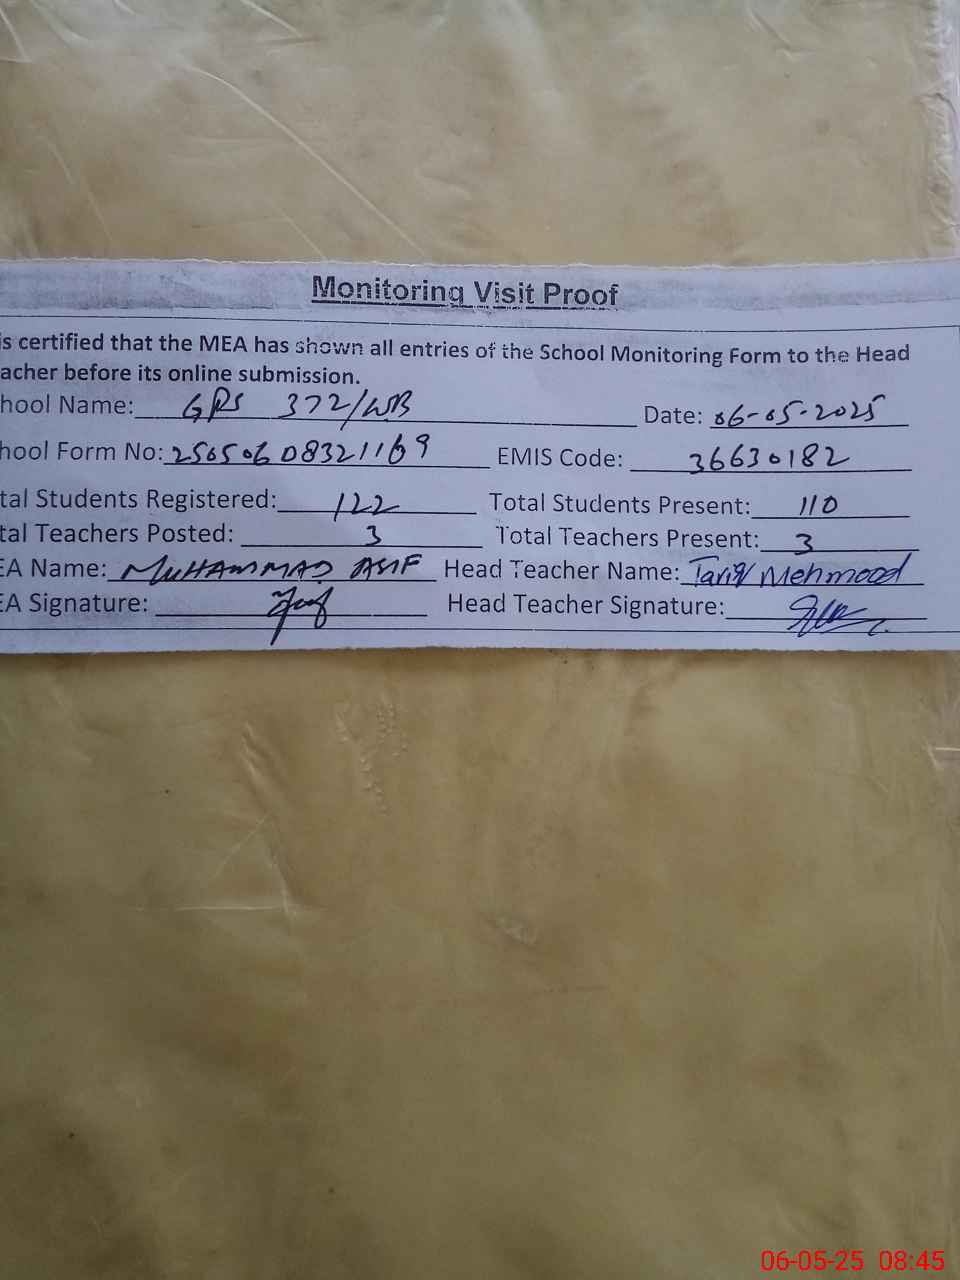 Monitoring Visit Proof
is certified that the MEA has shown all entries of the School Monitoring Form to the Head
acher before its online submission.
hool Name: GPS 372/WB Date: 06-05-2025
hool Form No: 25050608321169 EMIS Code: 36630182
tal Students Registered: 122 Total Students Present: 110
tal Teachers Posted: 3 Total Teachers Present: 3
EA Name: MUHAMMAD ASIF Head Teacher Name: Tariq Mehmood
EA Signature: Head Teacher Signature:
06-05-25 08:45